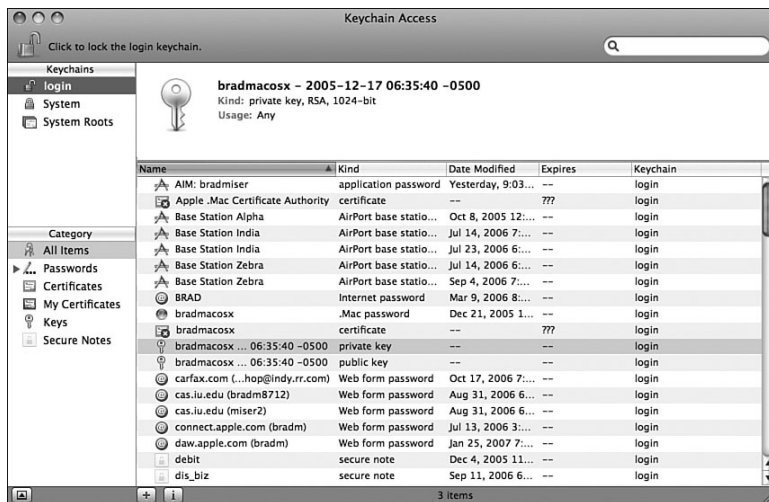 Keychain Access
Click to lock the login keychain.
Keychains
login
System
System Roots
bradmacosx – 2005-12-17 06:35:40 -0500
Kind: private key, RSA, 1024-bit
Usage: Any
Name Kind Date Modified Expires Keychain
AIM: bradmiser application password Yesterday, 9:03... -- login
Apple .Mac Certificate Authority certificate -- ??? login
Base Station Alpha AirPort base statio... Oct 8, 2005 12:... -- login
Base Station India AirPort base statio... Jul 14, 2006 7:... -- login
Base Station India AirPort base statio... Jul 23, 2006 6:... -- login
Base Station Zebra AirPort base statio... Jul 14, 2006 6:... -- login
Base Station Zebra AirPort base statio... Sep 4, 2006 7:... -- login
BRAD Internet password Mar 9, 2006 8:... -- login
bradmacosx .Mac password Dec 21, 2005 1... -- login
bradmacosx certificate -- ??? login
bradmacosx ... 06:35:40 -0500 private key -- -- login
bradmacosx ... 06:35:40 -0500 public key -- -- login
carfax.com (...hop@indy.rr.com) Web form password Oct 17, 2006 7:... -- login
cas.iu.edu (bradm8712) Web form password Aug 31, 2006 6... -- login
cas.iu.edu (miser2) Web form password Aug 31, 2006 6... -- login
connect.apple.com (bradm) Web form password Jul 13, 2006 3:... -- login
daw.apple.com (bradm) Web form password Jan 25, 2007 7:... -- login
debit secure note Dec 4, 2005 11... -- login
dis_biz secure note Sep 11, 2006 6... -- login
Category
All Items
Passwords
Certificates
My Certificates
Keys
Secure Notes
3 items